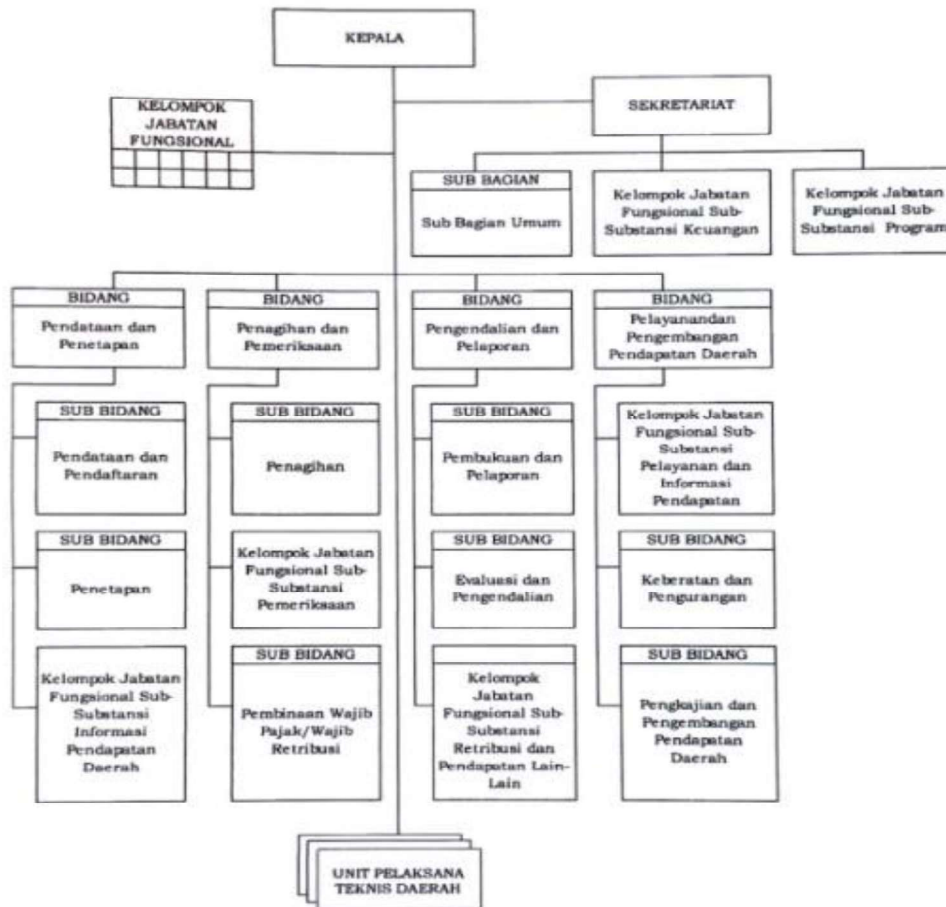 KEPALA
KELOMPOK
JABATAN
FUNGSIONAL
SEKRETARIAT
SUB BAGIAN
Sub Bagian Umum
Kelompok Jabatan
Fungsional Sub-
Substansi Keuangan
Kelompok Jabatan
Fungsional Sub-
Substansi Program
BIDANG
Pendataan dan
Penetapan
BIDANG
Penagihan dan
Pemeriksaan
BIDANG
Pengendalian dan
Pelaporan
BIDANG
Pelayanandan
Pengembangan
Pendapatan Daerah
SUB BIDANG
Pendataan dan
Pendaftaran
SUB BIDANG
Penagihan
SUB BIDANG
Pembukuan dan
Pelaporan
Kelompok Jabatan
Fungsional Sub-
Substansi
Pelayanan dan
Informasi
Pendapatan
SUB BIDANG
Penetapan
Kelompok Jabatan
Fungsional Sub-
Substansi
Pemeriksaan
SUB BIDANG
Evaluasi dan
Pengendalian
SUB BIDANG
Keberatan dan
Pengurangan
Kelompok Jabatan
Fungsional Sub-
Substansi
Informasi
Pendapatan
Daerah
SUB BIDANG
Pembinaan Wajib
Pajak/Wajib
Retribusi
Kelompok
Jabatan
Fungsional Sub-
Substansi
Retribusi dan
Pendapatan Lain-
Lain
SUB BIDANG
Pengkajian dan
Pengembangan
Pendapatan
Daerah
UNIT PELAKSANA
TEKNIS DAERAH